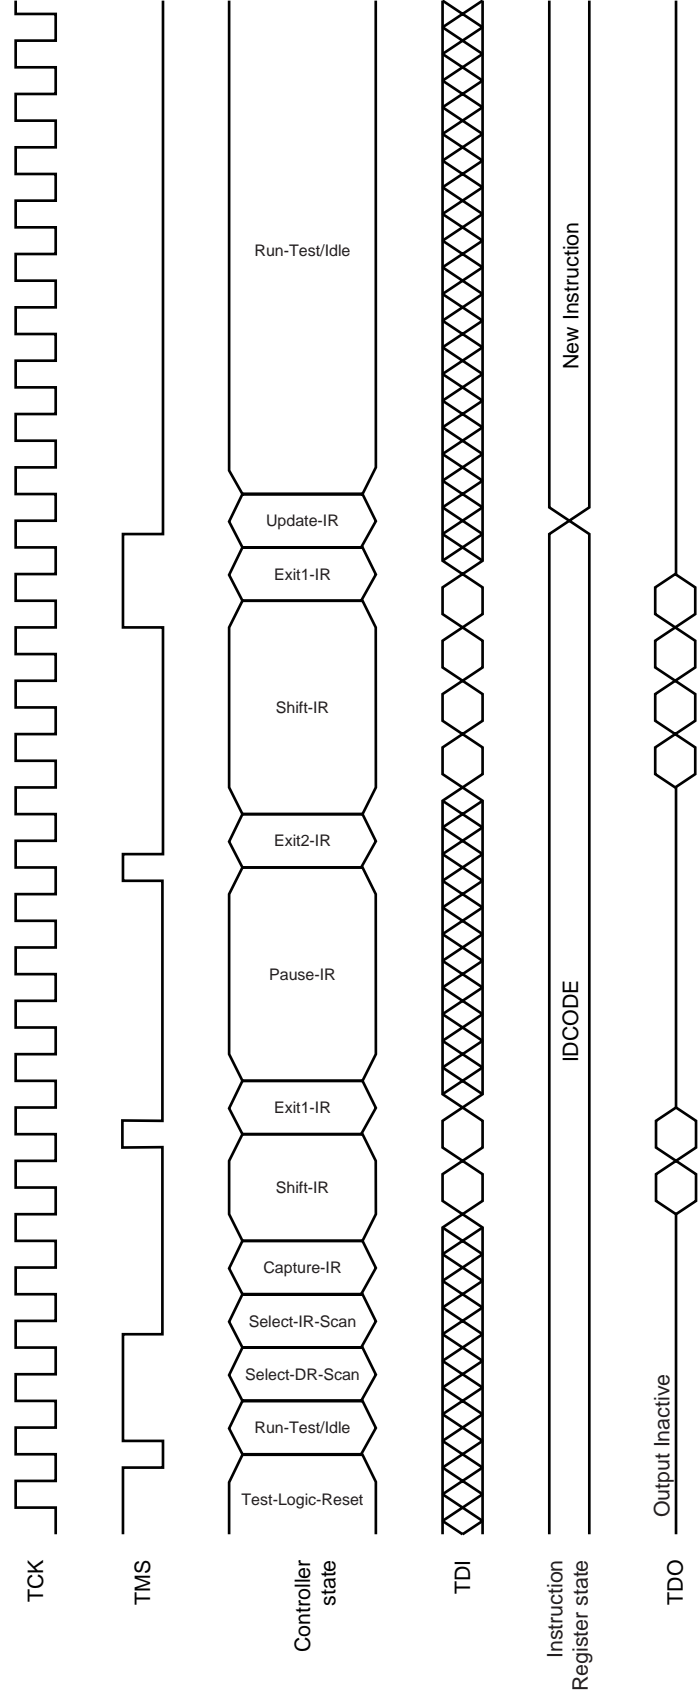 Run-Test/Idle
New Instruction
Update-IR
Exit1-IR
Shift-IR
Exit2-IR
Pause-IR
IDCODE
Exit1-IR
Shift-IR
Capture-IR
Select-IR-Scan
Select-DR-Scan
Run-Test/Idle
Output Inactive
Test-Logic-Reset
TCK
TMS
Controller
state
TDI
Instruction
Register state
TDO